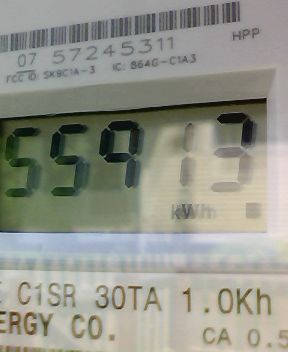 HPP
07 57245311
FCC ID: SK9C1A-3 IC: 864G-C1A3
55913
kWh
C1SR 30TA 1.0Kh
ERGY CO.
CA 0.5